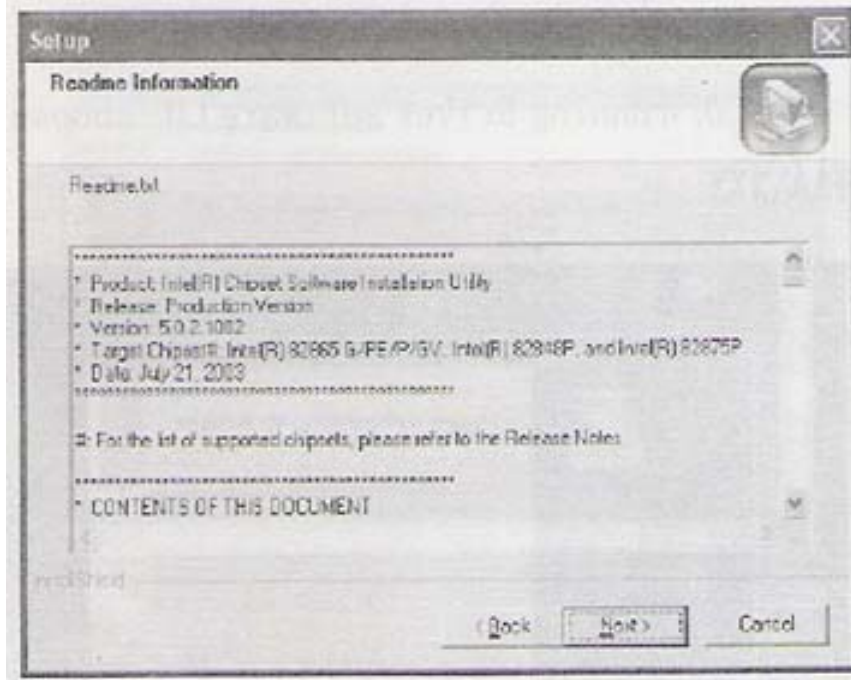 Setup
Readme Information
Readme.txt
**************************************************
* Product: Intel(R) Chipset Software Installation Utility
* Release: Production Version
* Version: 5.0.2.1002
* Target Chipset#: Intel(R) 82865 G/PE/P/GV, Intel(R) 82848P, and Intel(R) 82875P
* Date: July 21, 2003
**************************************************
#: For the list of supported chipsets, please refer to the Release Notes
**************************************************
* CONTENTS OF THIS DOCUMENT
< Back
Next >
Cancel